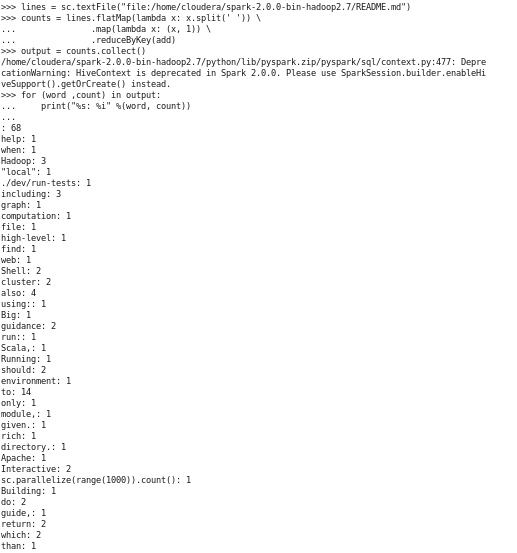 >>> lines = sc.textFile("file:/home/cloudera/spark-2.0.0-bin-hadoop2.7/README.md")
>>> counts = lines.flatMap(lambda x: x.split(' ')) \
...               .map(lambda x: (x, 1)) \
...               .reduceByKey(add)
>>> output = counts.collect()
/home/cloudera/spark-2.0.0-bin-hadoop2.7/python/lib/pyspark.zip/pyspark/sql/context.py:477: Depre
cationWarning: HiveContext is deprecated in Spark 2.0.0. Please use SparkSession.builder.enableHi
veSupport().getOrCreate() instead.
>>> for (word ,count) in output:
...     print("%s: %i" %(word, count))
...
: 68
help: 1
when: 1
Hadoop: 3
"local": 1
./dev/run-tests: 1
including: 3
graph: 1
computation: 1
file: 1
high-level: 1
find: 1
web: 1
Shell: 2
cluster: 2
also: 4
using:: 1
Big: 1
guidance: 2
run:: 1
Scala,: 1
Running: 1
should: 2
environment: 1
to: 14
only: 1
module,: 1
given.: 1
rich: 1
directory.: 1
Apache: 1
Interactive: 2
sc.parallelize(range(1000)).count(): 1
Building: 1
do: 2
guide,: 1
return: 2
which: 2
than: 1